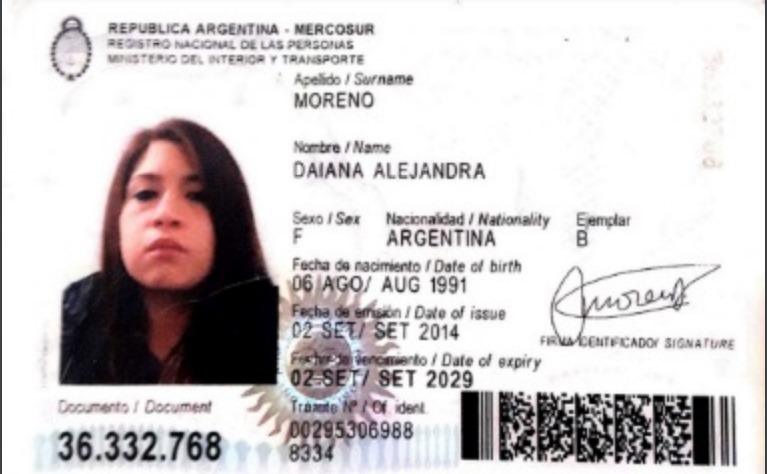 REPUBLICA ARGENTINA - MERCOSUR
REGISTRO NACIONAL DE LAS PERSONAS
MINISTERIO DEL INTERIOR Y TRANSPORTE
Apellido / Surname
MORENO
Nombre / Name
DAIANA ALEJANDRA
Sexo / Sex Nacionalidad / Nationality Ejemplar
F ARGENTINA B
Fecha de nacimiento / Date of birth
06 AGO/ AUG 1991
Fecha de emisión / Date of issue
02 SET/ SET 2014
Fecha de vencimiento / Date of expiry
02 SET/ SET 2029
FIRMA IDENTIFICADO/ SIGNATURE
Documento / Document
36.332.768
Trámite Nº / Of. ident.
00295306988
8334